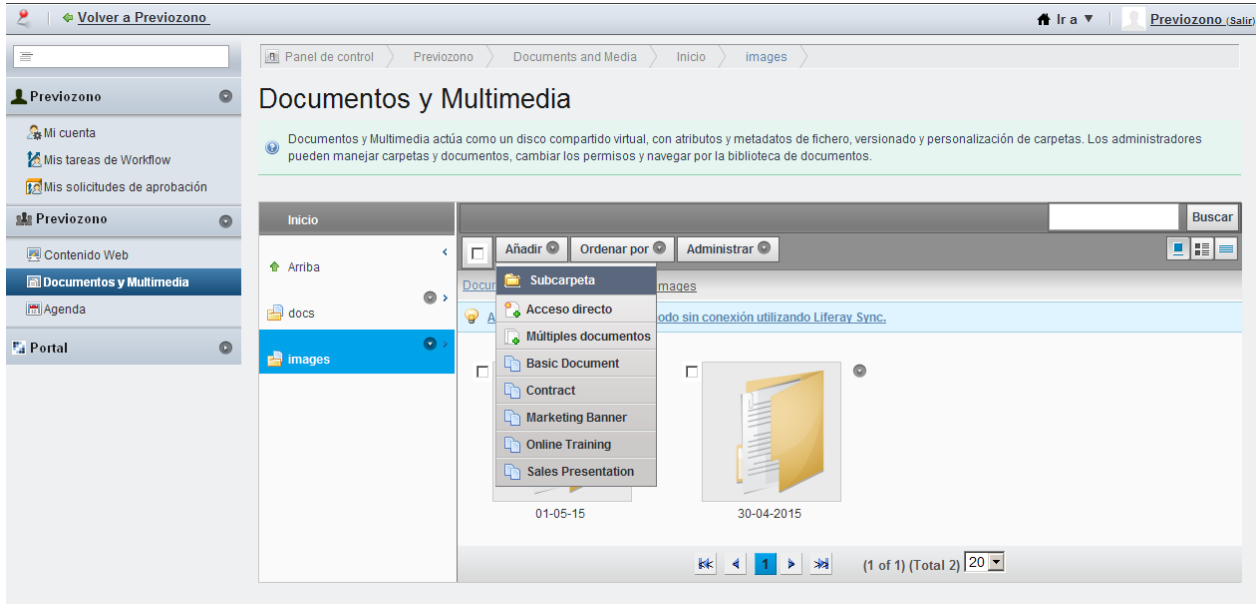 Volver a Previozono
Ir a ▼
Previozono (Salir)
Panel de control
Previozono
Documents and Media
Inicio
images
Previozono
Mi cuenta
Mis tareas de Workflow
Mis solicitudes de aprobación
Previozono
Contenido Web
Documentos y Multimedia
Agenda
Portal
Documentos y Multimedia
Documentos y Multimedia actúa como un disco compartido virtual, con atributos y metadatos de fichero, versionado y personalización de carpetas. Los administradores
pueden manejar carpetas y documentos, cambiar los permisos y navegar por la biblioteca de documentos.
Inicio
Arriba
docs
images
Buscar
Añadir
Ordenar por
Administrar
Subcarpeta
Acceso directo
Múltiples documentos
Basic Document
Contract
Marketing Banner
Online Training
Sales Presentation
images
sin conexión utilizando Liferay Sync.
01-05-15
30-04-2015
1
(1 of 1) (Total 2) 20